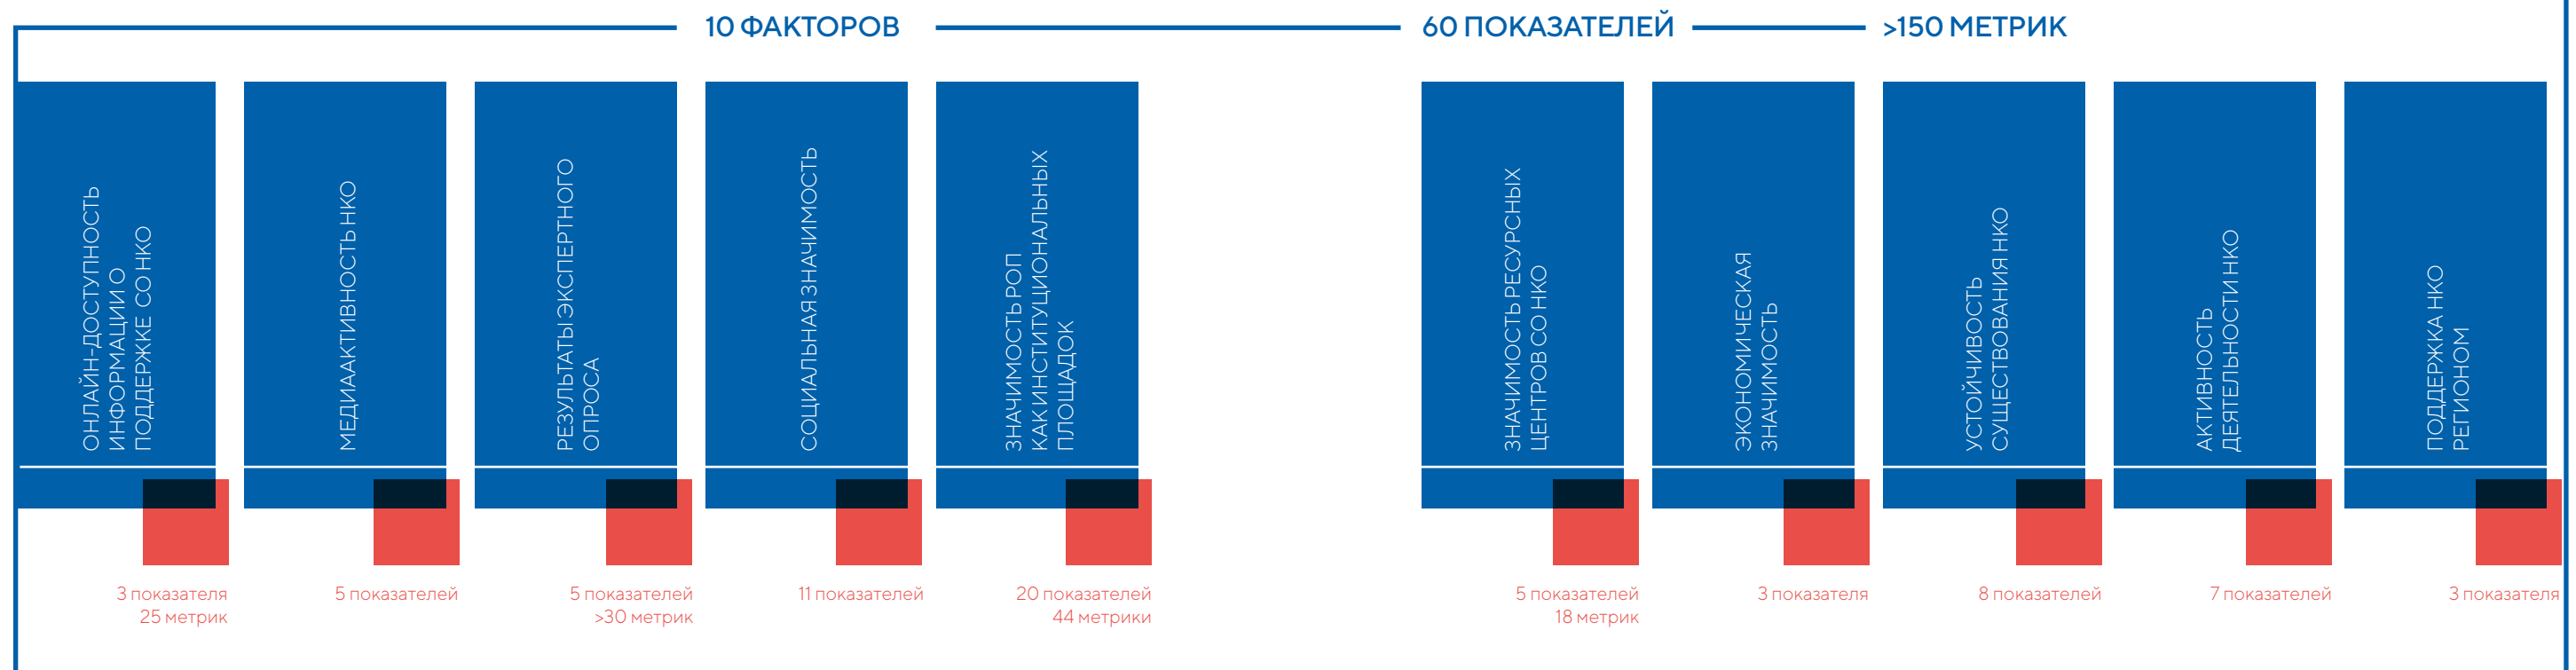 10 ФАКТОРОВ
60 ПОКАЗАТЕЛЕЙ
>150 МЕТРИК
ОНЛАЙН-ДОСТУПНОСТЬ
ИНФОРМАЦИИ О
ПОДДЕРЖКЕ СО НКО
3 показателя
25 метрик
МЕДИААКТИВНОСТЬ НКО
5 показателей
РЕЗУЛЬТАТЫ ЭКСПЕРТНОГО
ОПРОСА
5 показателей
>30 метрик
СОЦИАЛЬНАЯ ЗНАЧИМОСТЬ
11 показателей
ЗНАЧИМОСТЬ РОП
КАК ИНСТИТУЦИОНАЛЬНЫХ
ПЛОЩАДОК
20 показателей
44 метрики
ЗНАЧИМОСТЬ РЕСУРСНЫХ
ЦЕНТРОВ СО НКО
5 показателей
18 метрик
ЭКОНОМИЧЕСКАЯ
ЗНАЧИМОСТЬ
3 показателя
УСТОЙЧИВОСТЬ
СУЩЕСТВОВАНИЯ НКО
8 показателей
АКТИВНОСТЬ
ДЕЯТЕЛЬНОСТИ НКО
7 показателей
ПОДДЕРЖКА НКО
РЕГИОНОМ
3 показателя